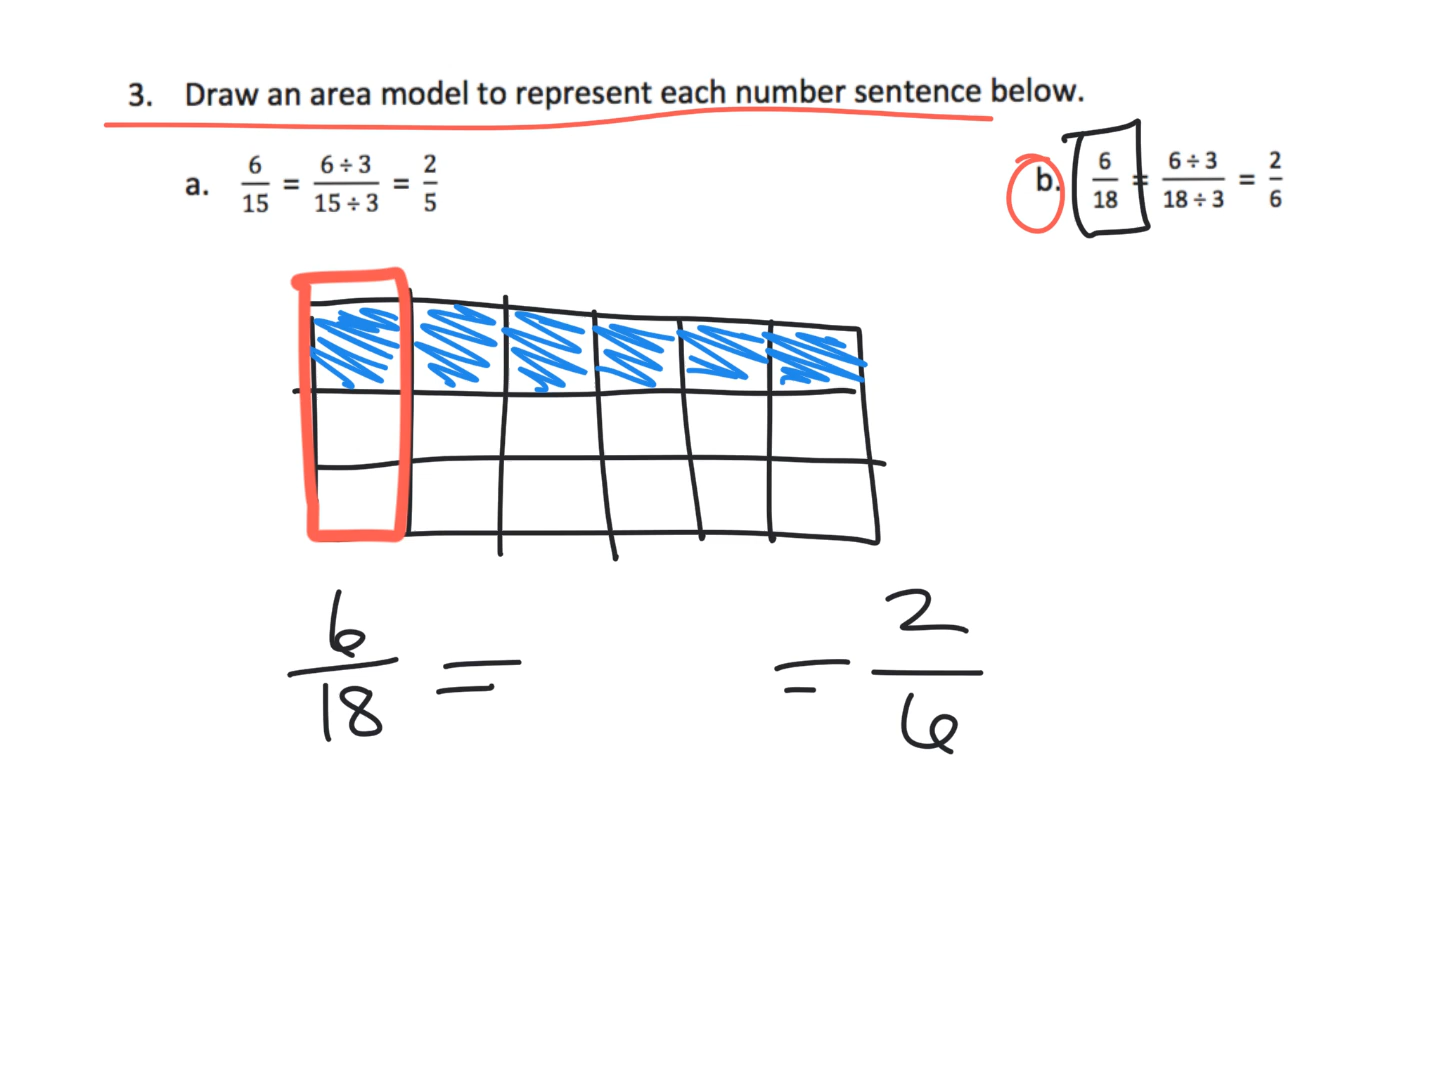 3. Draw an area model to represent each number sentence below.
a. 6/15 = 6 ÷ 3/15 ÷ 3 = 2/5
b. 6/18 = 6 ÷ 3/18 ÷ 3 = 2/6
6/18 = = 2/6